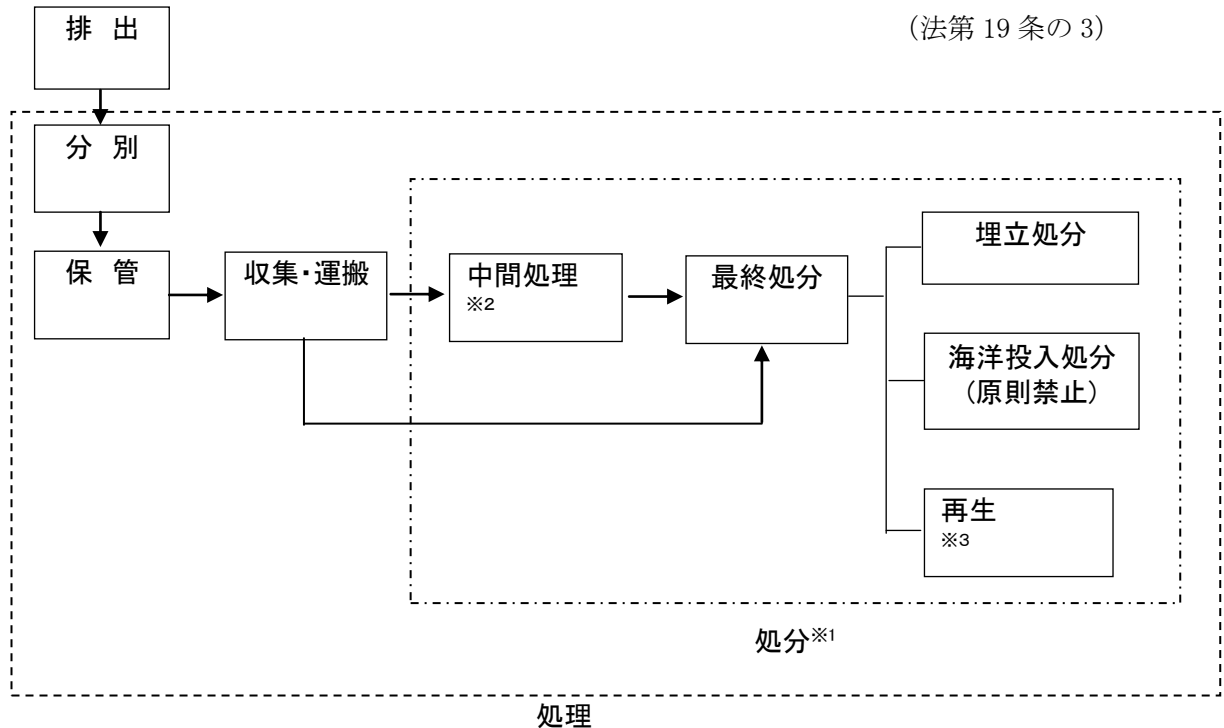 (法第 19 条の 3)
排 出
分 別
保 管
収集・運搬
中間処理
※2
最終処分
埋立処分
海洋投入処分
(原則禁止)
再生
※3
処分※1
処理